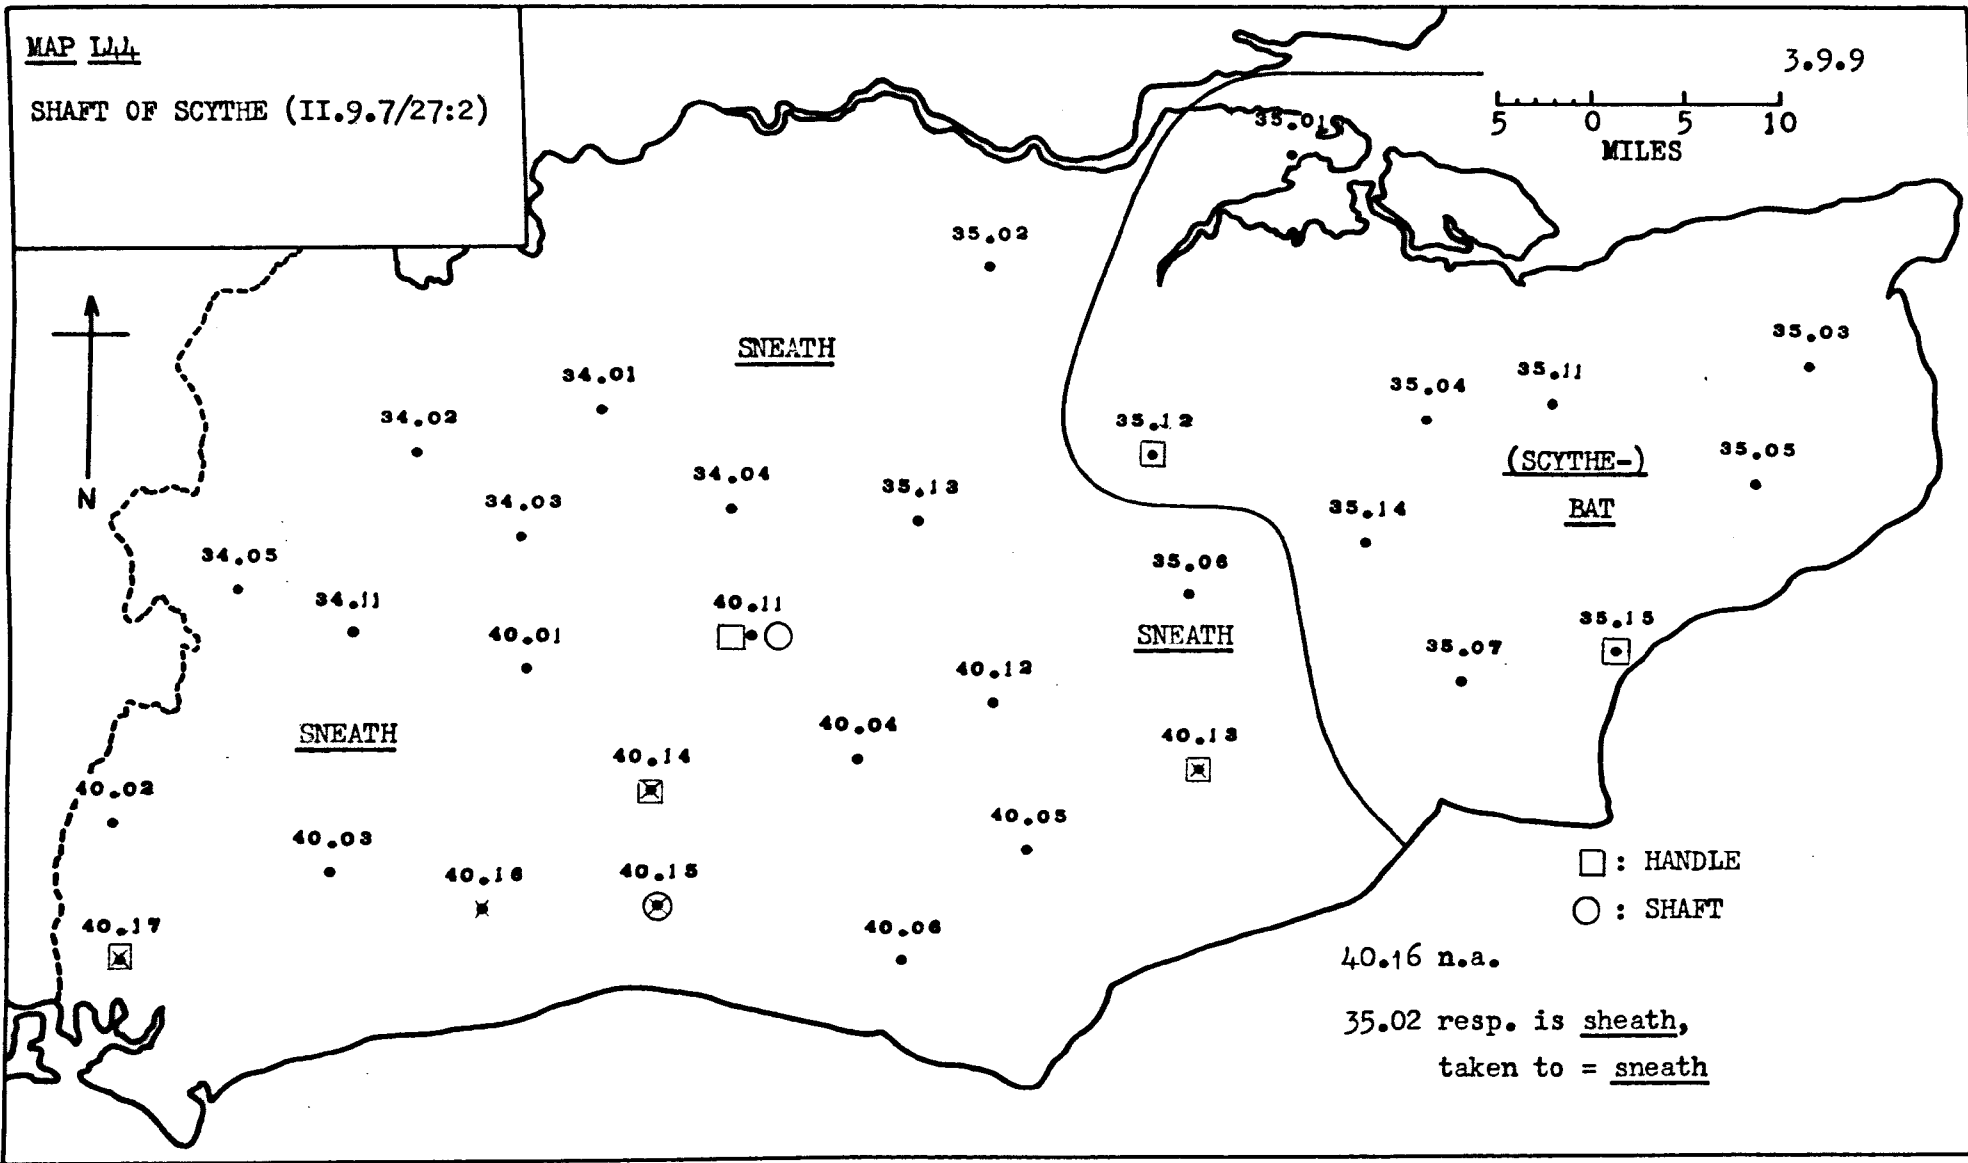 MAP L44
SHAFT OF SCYTHE (II.9.7/27:2)
3.9.9
5 0 5 10
MILES
35.01
35.02
SNEATH
34.01
34.02
35.03
35.04
35.11
35.12
(SCYTHE-)
BAT
35.05
34.04
35.13
34.03
35.14
N
34.05
34.11
35.06
40.11
40.01
SNEATH
35.15
35.07
40.12
SNEATH
40.04
40.13
40.14
40.02
40.03
40.05
40.16
40.15
□: HANDLE
○: SHAFT
40.17
40.06
40.16 n.a.
35.02 resp. is sheath,
taken to = sneath